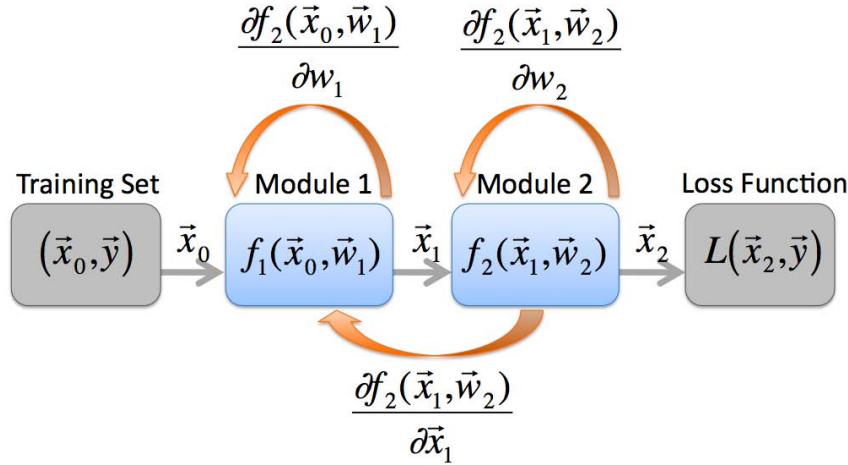 ∂f₂(x⃗₀,w⃗₁)
∂w₁
∂f₂(x⃗₁,w⃗₂)
∂w₂
Training Set
Module 1
Module 2
Loss Function
(x⃗₀,y⃗)
x⃗₀
f₁(x⃗₀,w⃗₁)
x⃗₁
f₂(x⃗₁,w⃗₂)
x⃗₂
L(x⃗₂,y⃗)
∂f₂(x⃗₁,w⃗₂)
∂x⃗₁